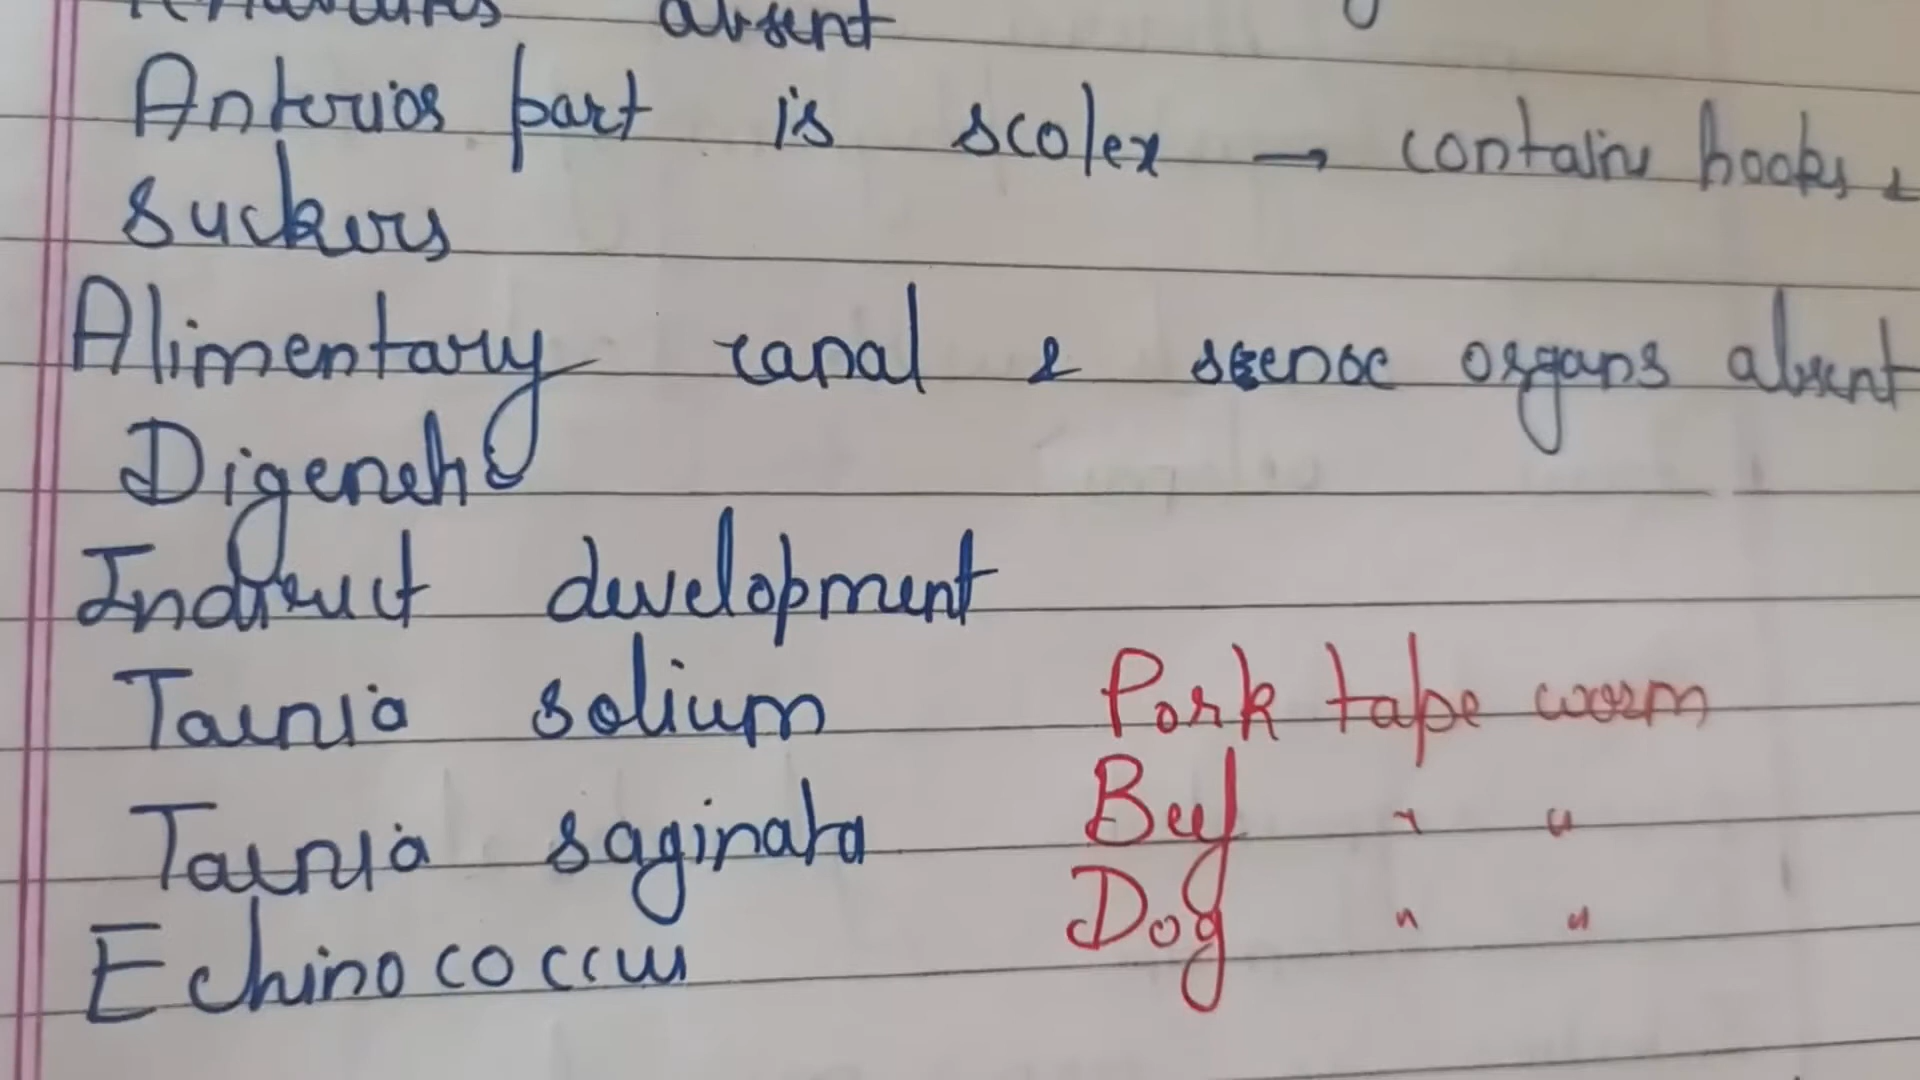 absent
Anterior part is scolex → contains hooks &
suckers
Alimentary canal & sense organs absent
Digenetic
Indirect development
Taenia solium Pork tape worm
Taenia saginata Beef " "
Echinococcus Dog " "